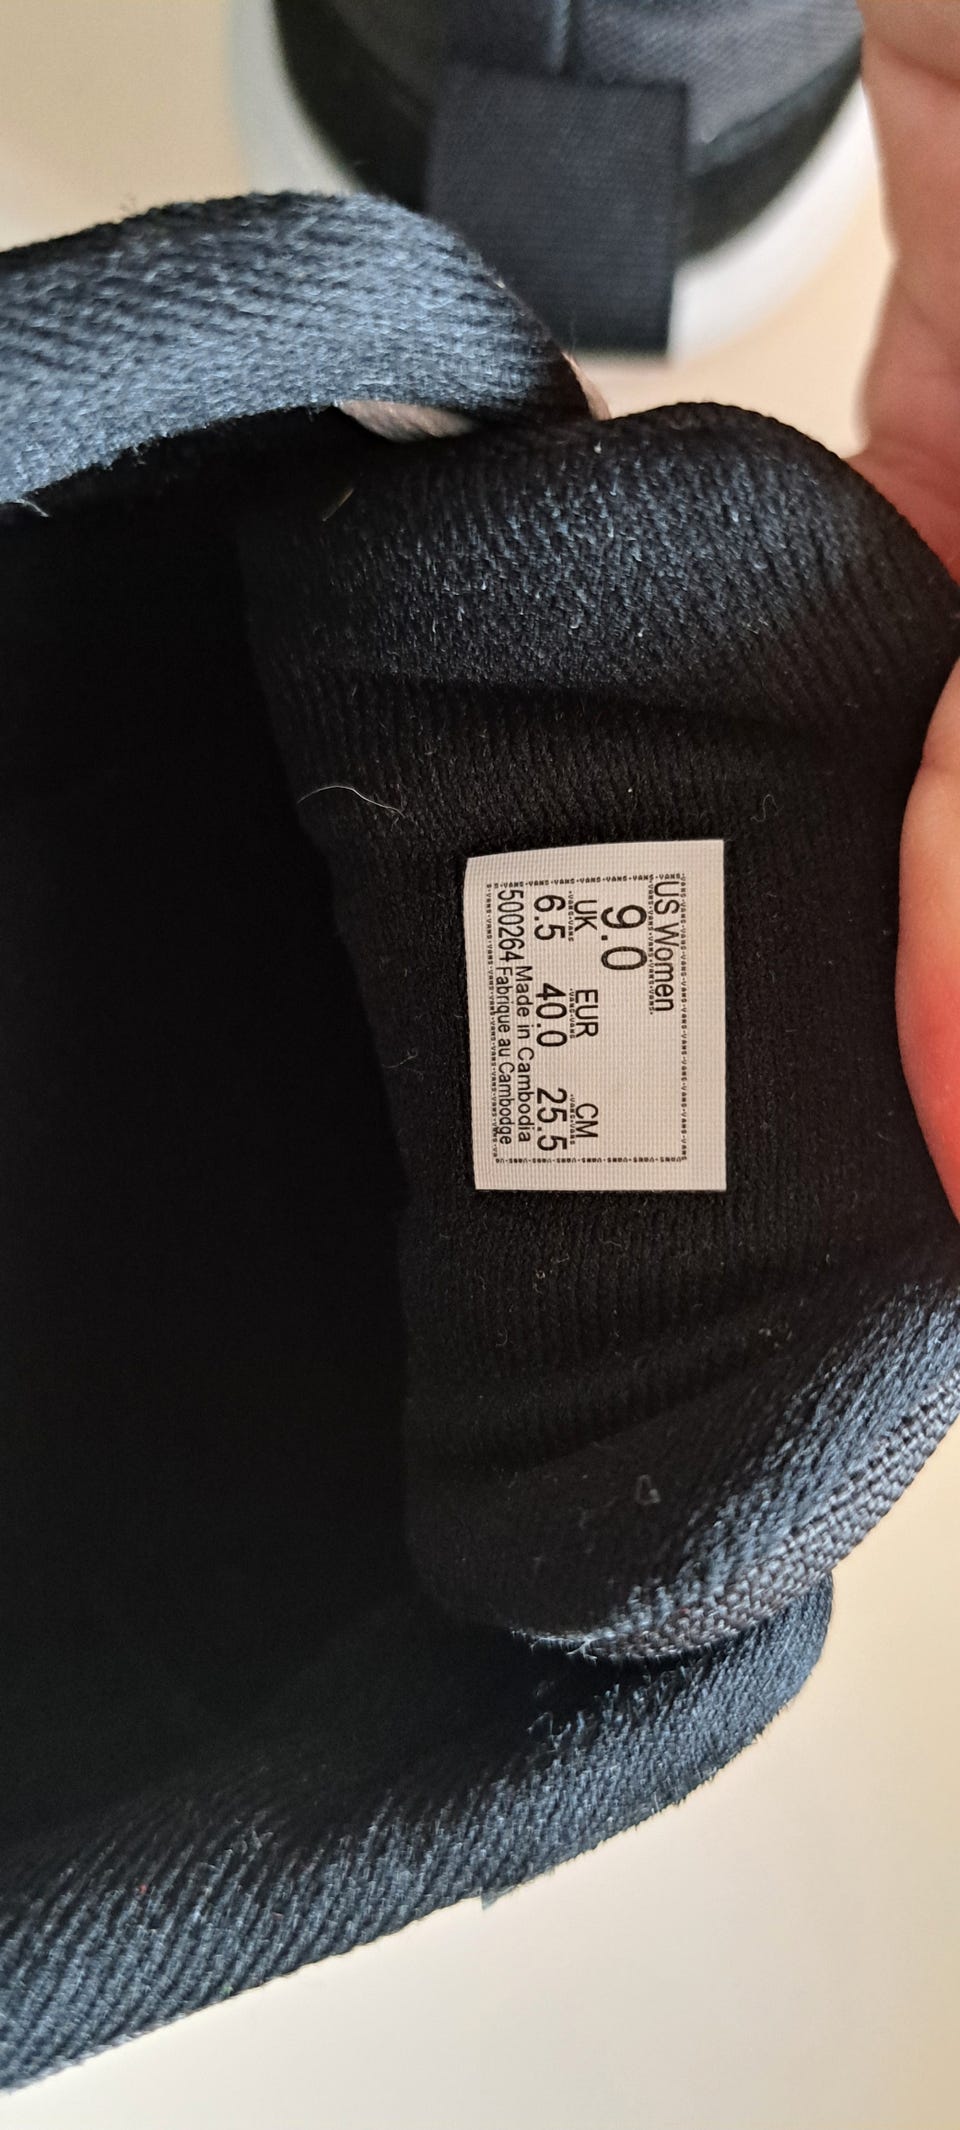 US Women
9.0
UK EUR CM
6.5 40.0 25.5
Made in Cambodia
500264 Fabrique au Cambodge